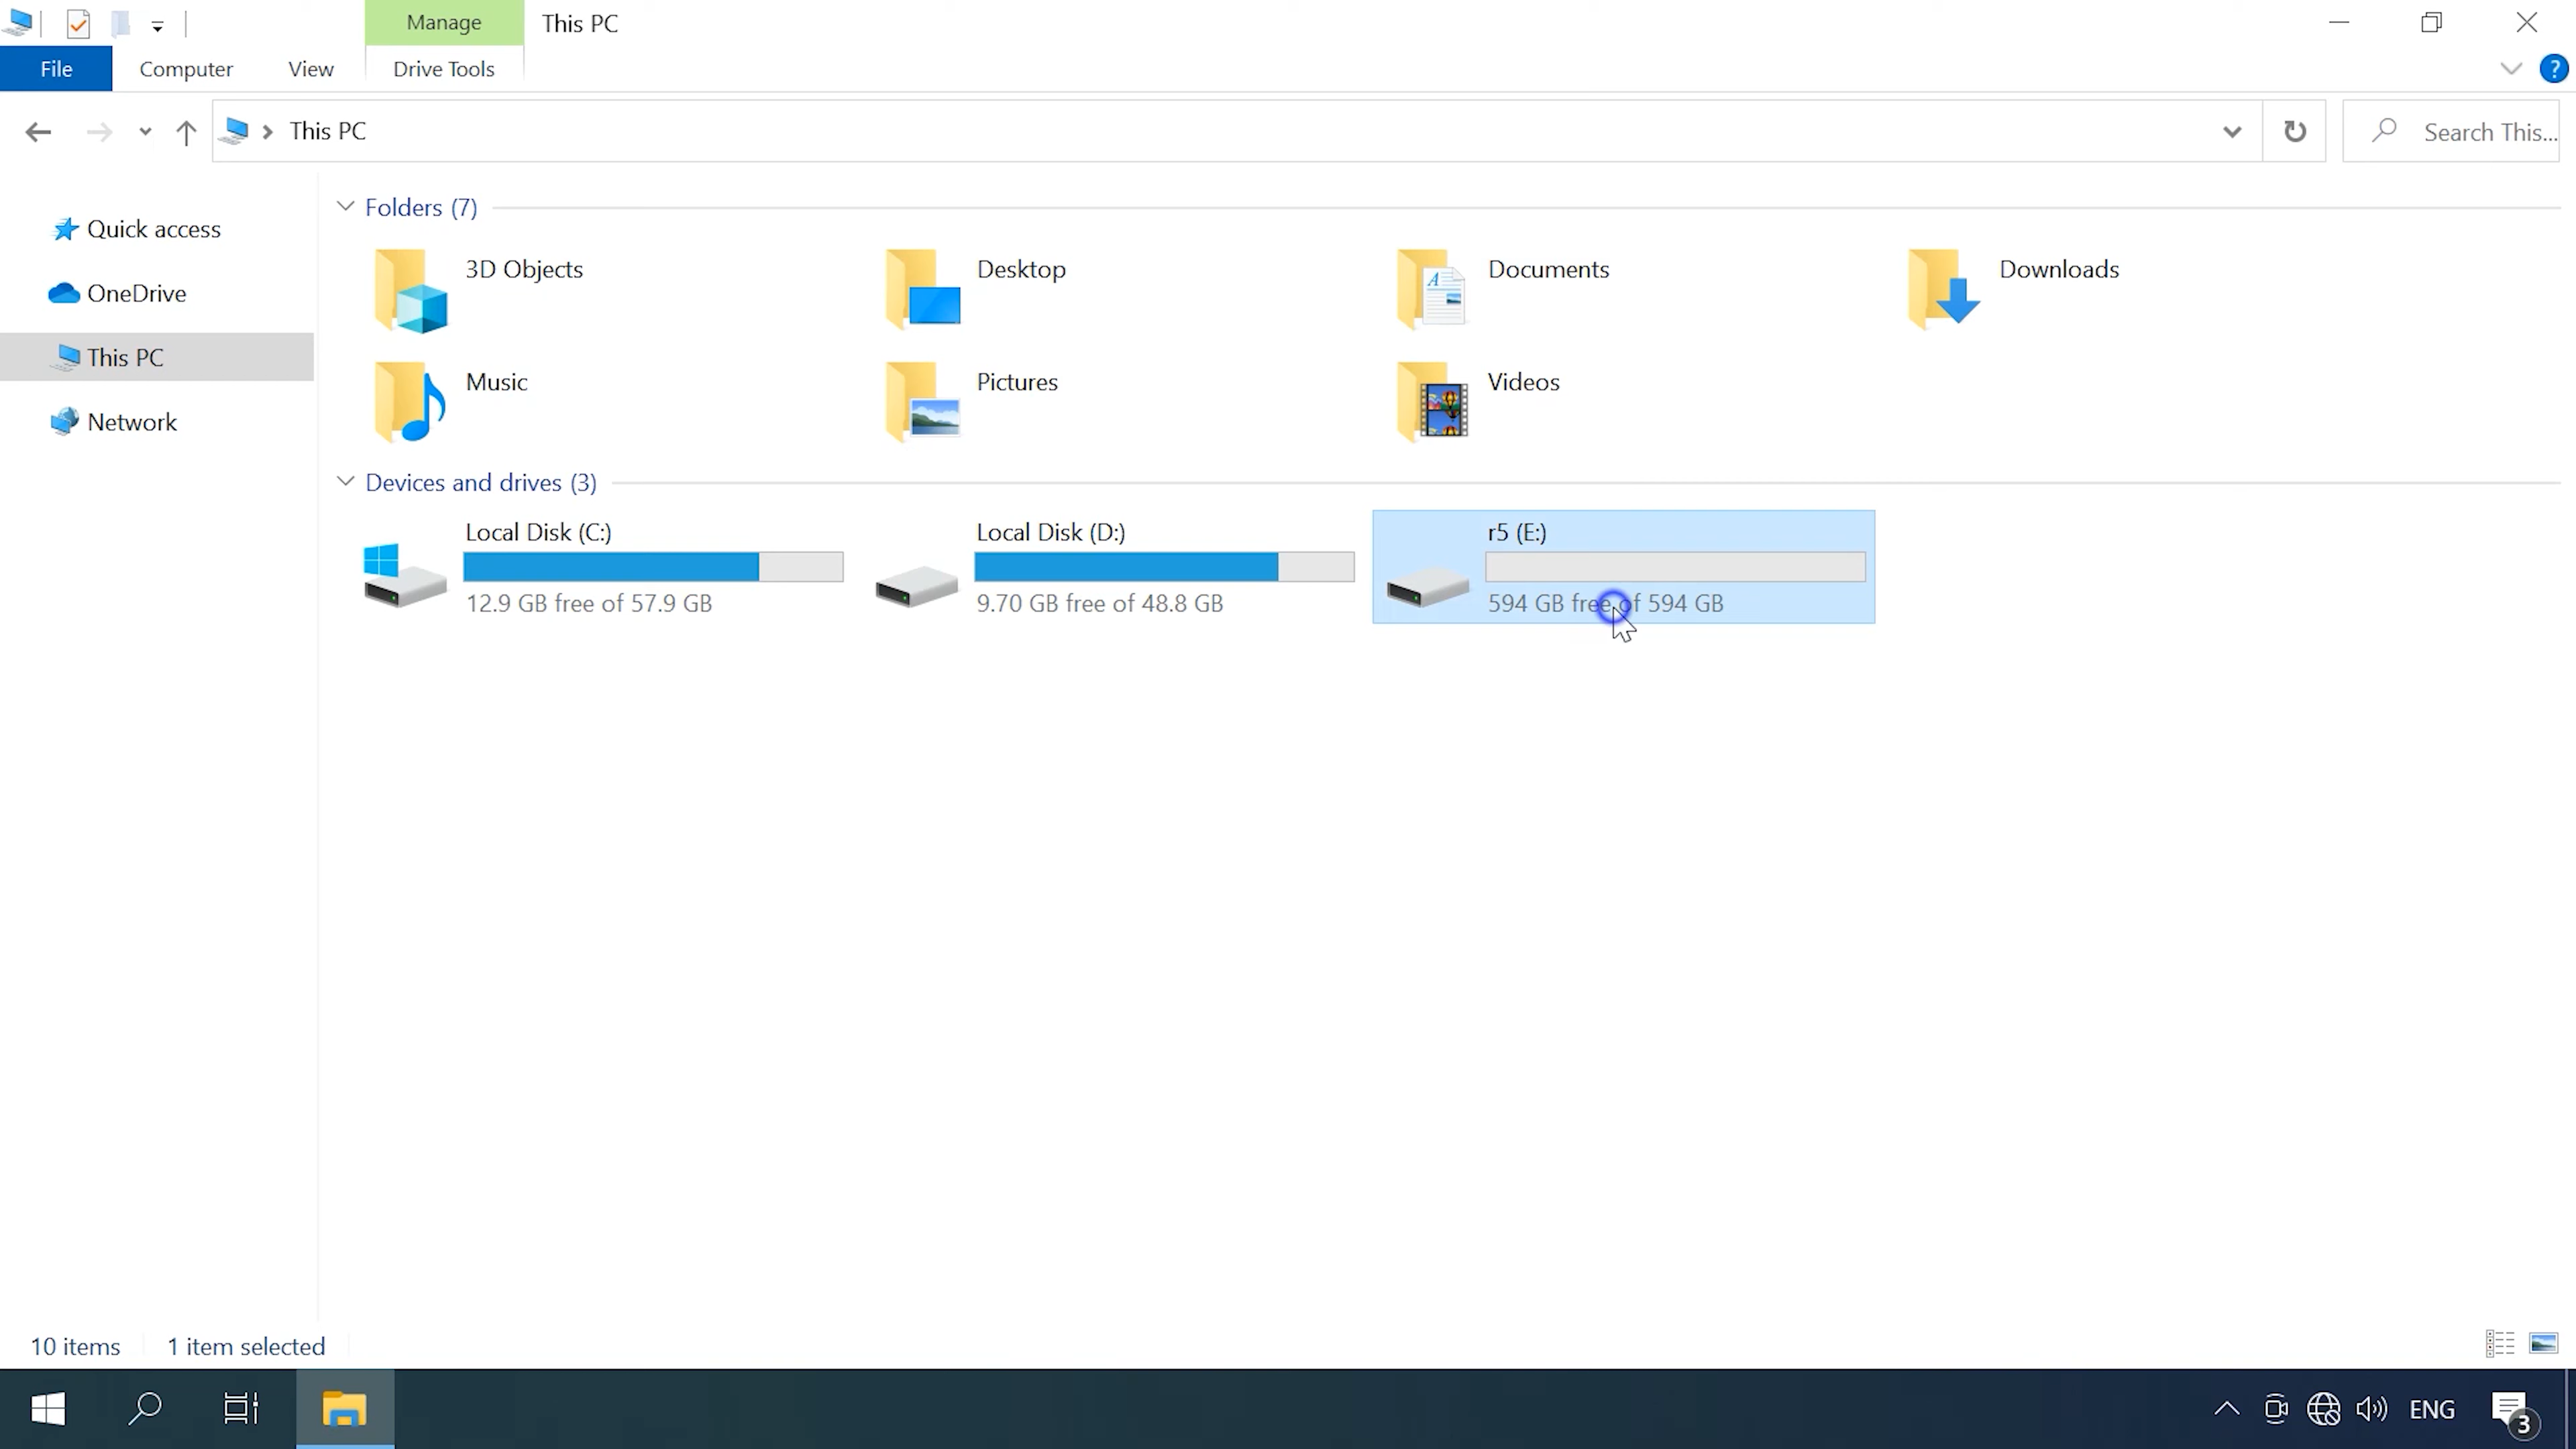 Manage
This PC
File
Computer
View
Drive Tools
?
This PC
Search This...
Quick access
OneDrive
This PC
Network
Folders (7)
3D Objects
Desktop
Documents
Downloads
Music
Pictures
Videos
Devices and drives (3)
Local Disk (C:)
12.9 GB free of 57.9 GB
Local Disk (D:)
9.70 GB free of 48.8 GB
r5 (E:)
594 GB free of 594 GB
10 items
1 item selected
ENG
3